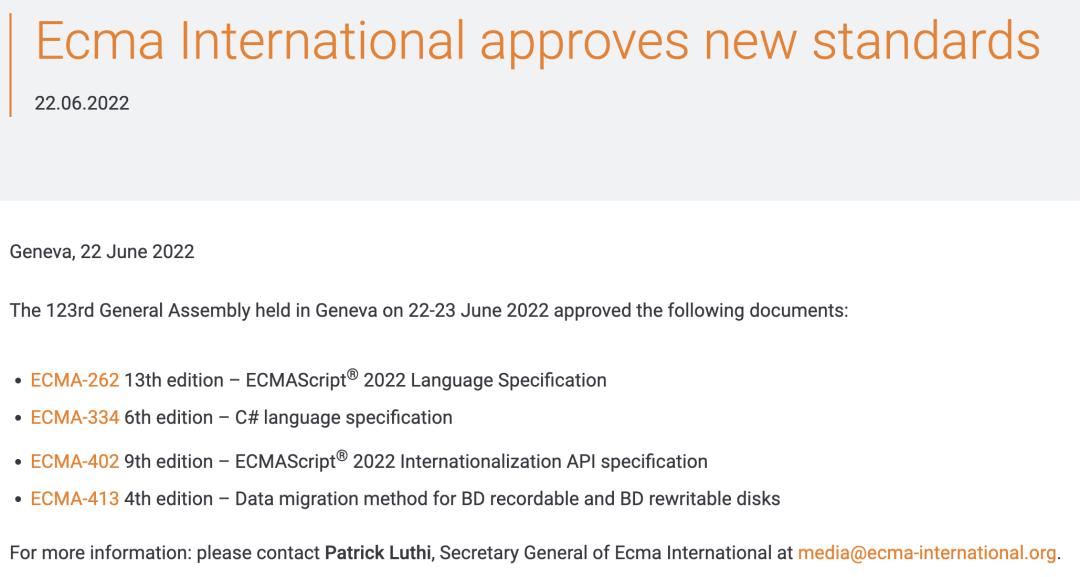 Ecma International approves new standards
22.06.2022
Geneva, 22 June 2022
The 123rd General Assembly held in Geneva on 22-23 June 2022 approved the following documents:
• ECMA-262 13th edition – ECMAScript® 2022 Language Specification
• ECMA-334 6th edition – C# language specification
• ECMA-402 9th edition – ECMAScript® 2022 Internationalization API specification
• ECMA-413 4th edition – Data migration method for BD recordable and BD rewritable disks
For more information: please contact Patrick Luthi, Secretary General of Ecma International at media@ecma-international.org.